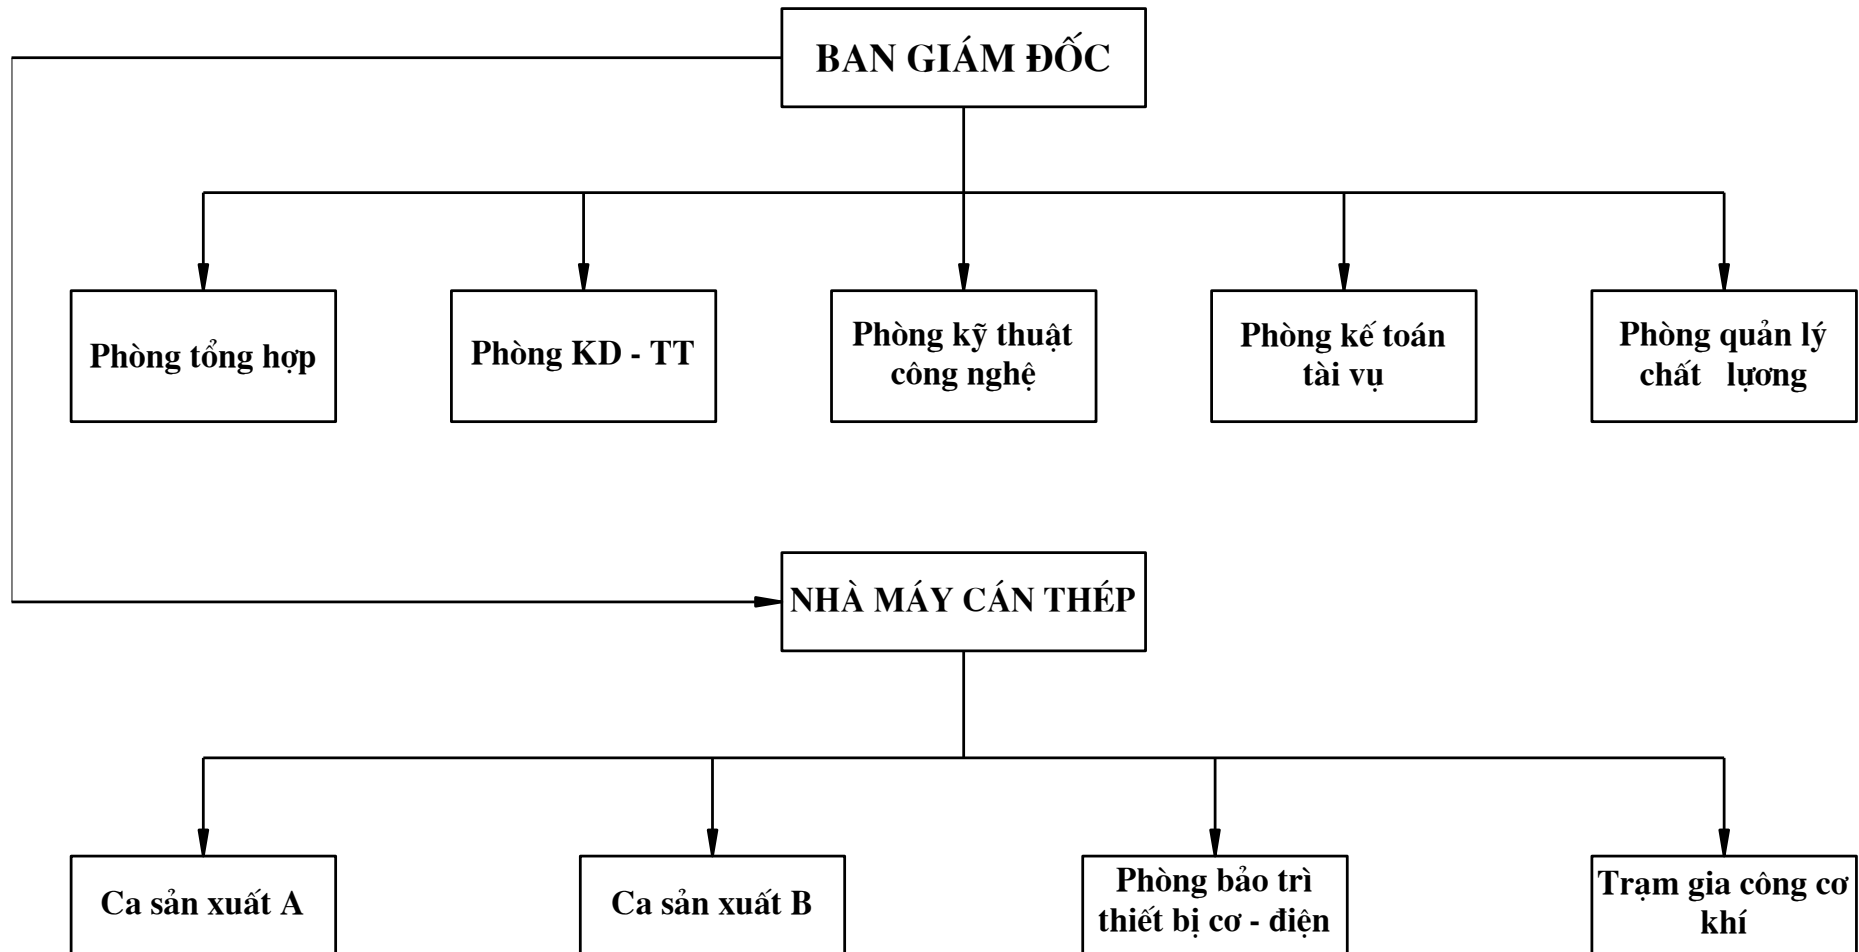 BAN GIÁM ĐỐC
Phòng tổng hợp
Phòng KD - TT
Phòng kỹ thuật
công nghệ
Phòng kế toán
tài vụ
Phòng quản lý
chất lựơng
NHÀ MÁY CÁN THÉP
Ca sản xuất A
Ca sản xuất B
Phòng bảo trì
thiết bị cơ - điện
Trạm gia công cơ
khí